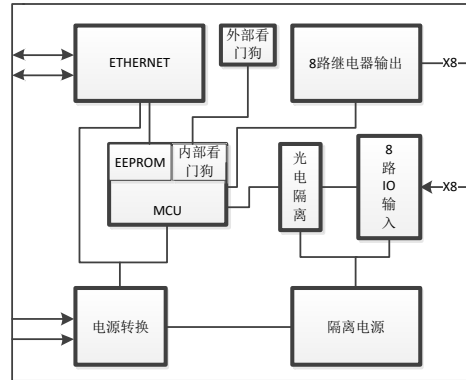 外部看
门狗
ETHERNET
8路继电器输出
X8
EEPROM
内部看
门狗
MCU
光
电
隔
离
8
路
IO
输
入
X8
电源转换
隔离电源